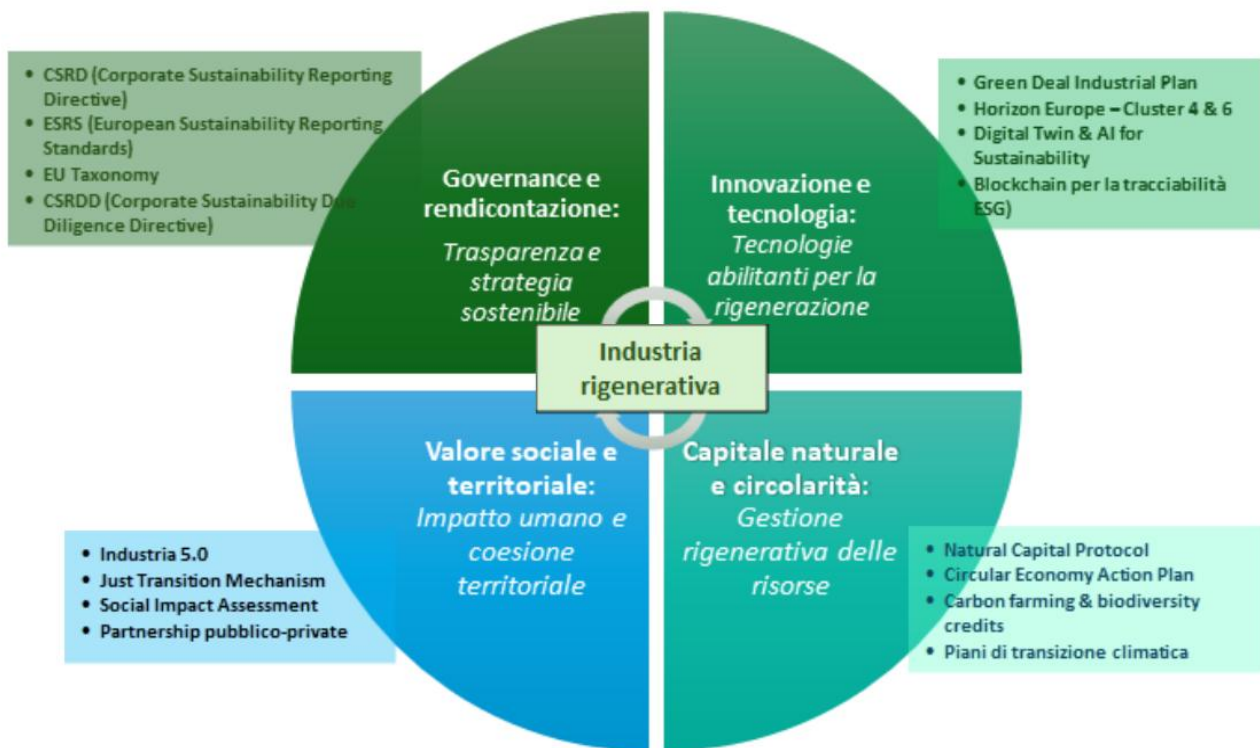 • CSRD (Corporate Sustainability Reporting
Directive)
• ESRS (European Sustainability Reporting
Standards)
• EU Taxonomy
• CSRDD (Corporate Sustainability Due
Diligence Directive)
Governance e
rendicontazione:
Trasparenza e
strategia
sostenibile
Innovazione e
tecnologia:
Tecnologie
abilitanti per la
rigenerazione
• Green Deal Industrial Plan
• Horizon Europe – Cluster 4 & 6
• Digital Twin & AI for
Sustainability
• Blockchain per la tracciabilità
ESG)
Industria
rigenerativa
Valore sociale e
territoriale:
Impatto umano e
coesione
territoriale
• Industria 5.0
• Just Transition Mechanism
• Social Impact Assessment
• Partnership pubblico-private
Capitale naturale
e circolarità:
Gestione
rigenerativa delle
risorse
• Natural Capital Protocol
• Circular Economy Action Plan
• Carbon farming & biodiversity
credits
• Piani di transizione climatica